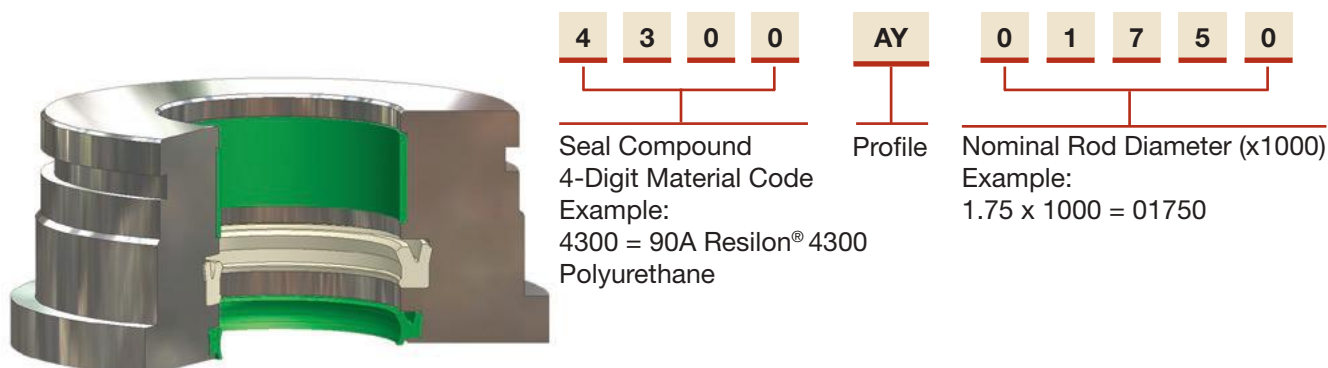 4 3 0 0 AY 0 1 7 5 0
Seal Compound
4-Digit Material Code
Example:
4300 = 90A Resilon® 4300
Polyurethane
Profile
Nominal Rod Diameter (x1000)
Example:
1.75 x 1000 = 01750